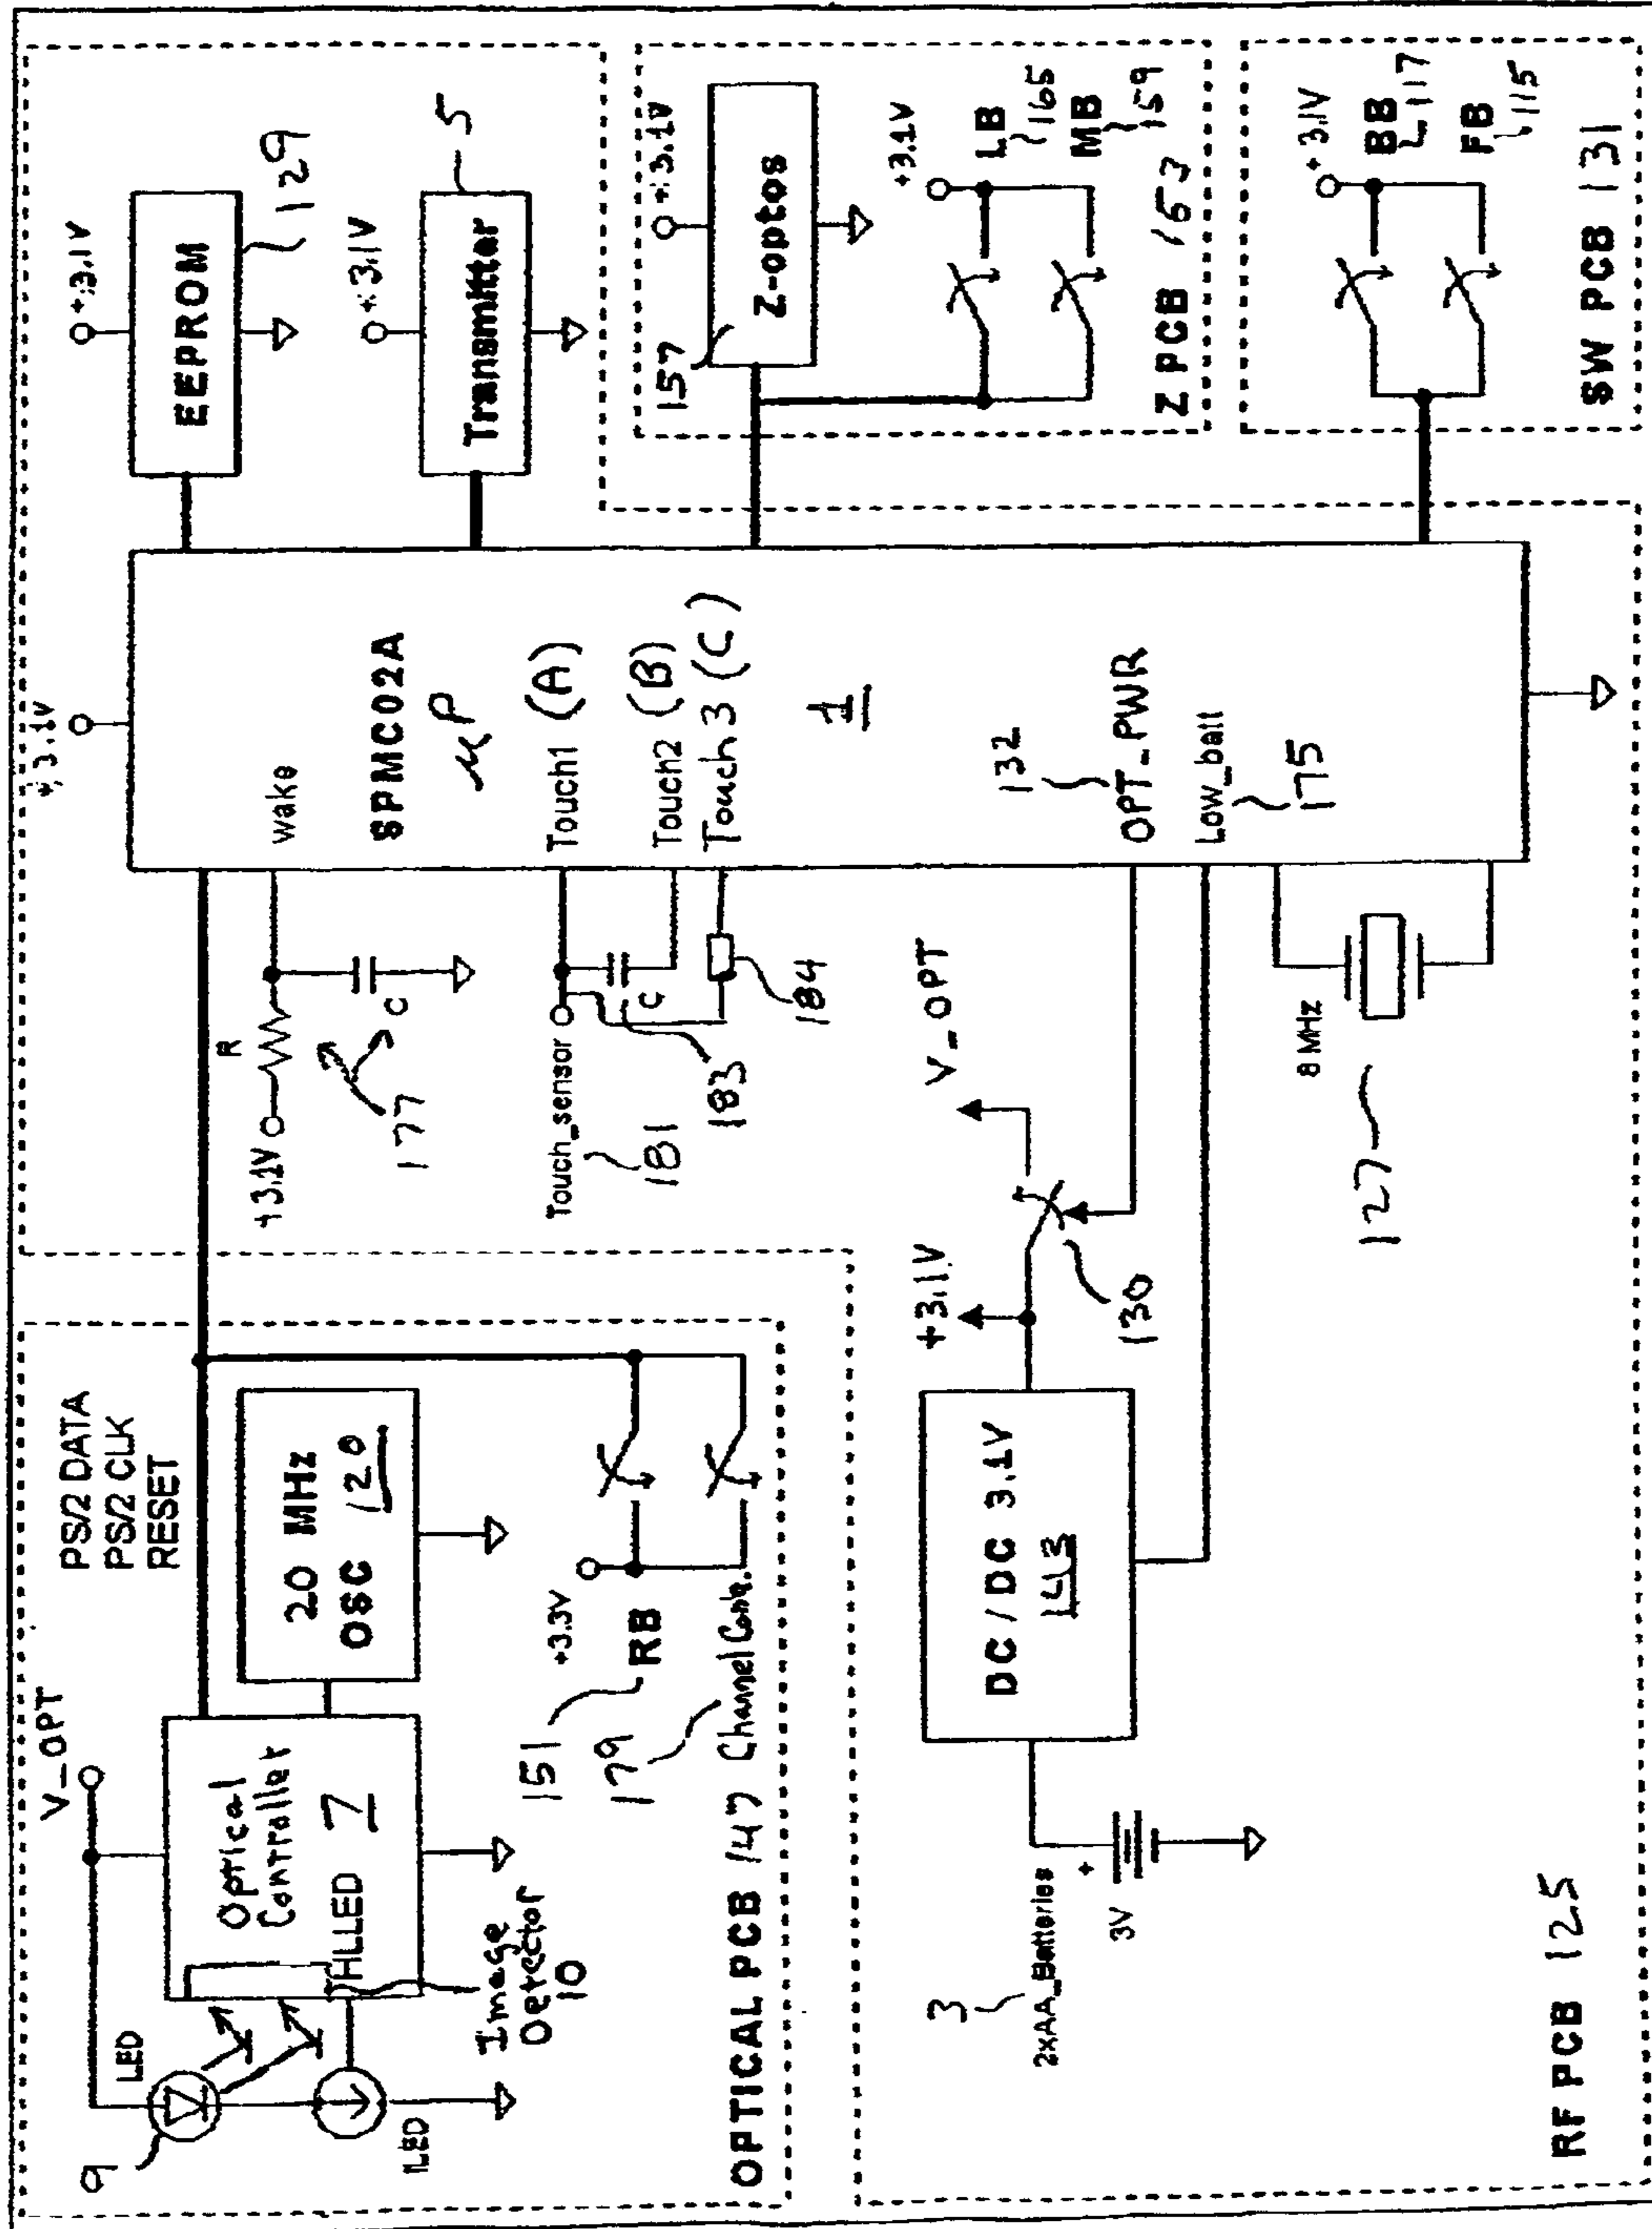 V_OPT
PS/2 DATA
PS/2 CLK
RESET
LED
9
Optical
Controller
7
20 MHz
OSC 120
ILED
Image
Detector
10
+3.3V
151
RB
179
Channel Con.
OPTICAL PCB 147
+3.1V
R
C
177
wake
+3.1V
SPMC02A
µP
Touch1 (A)
Touch2 (B)
Touch3 (C)
1
Touch_sensor
181
C
183
184
132
OPT_PWR
Low_batt
175
+3.1V
EEPROM
129
+3.1V
Transmitter
5
157
+3.1V
Z-optos
+3.1V
LB
165
MB
159
Z PCB 163
+3.1V
BB
117
FB
115
SW PCB 131
3
2xAA_Batteries
+
3V
DC/DC 3.1V
143
+3.1V
V_OPT
130
8 MHz
127
RF PCB 125